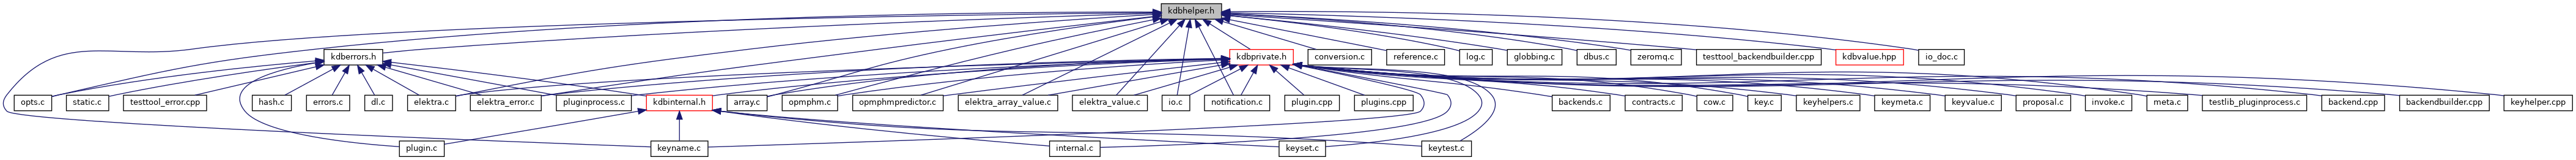 kdbhelper.h
kdberrors.h
kdbprivate.h
conversion.c
reference.c
log.c
globbing.c
dbus.c
zeromq.c
testtool_backendbuilder.cpp
kdbvalue.hpp
io_doc.c
opts.c
static.c
testtool_error.cpp
hash.c
errors.c
dl.c
elektra.c
elektra_error.c
pluginprocess.c
kdbinternal.h
array.c
opmphm.c
opmphmpredictor.c
elektra_array_value.c
elektra_value.c
io.c
notification.c
plugin.cpp
plugins.cpp
backends.c
contracts.c
cow.c
key.c
keyhelpers.c
keymeta.c
keyvalue.c
proposal.c
invoke.c
meta.c
testlib_pluginprocess.c
backend.cpp
backendbuilder.cpp
keyhelper.cpp
plugin.c
keyname.c
internal.c
keyset.c
keytest.c